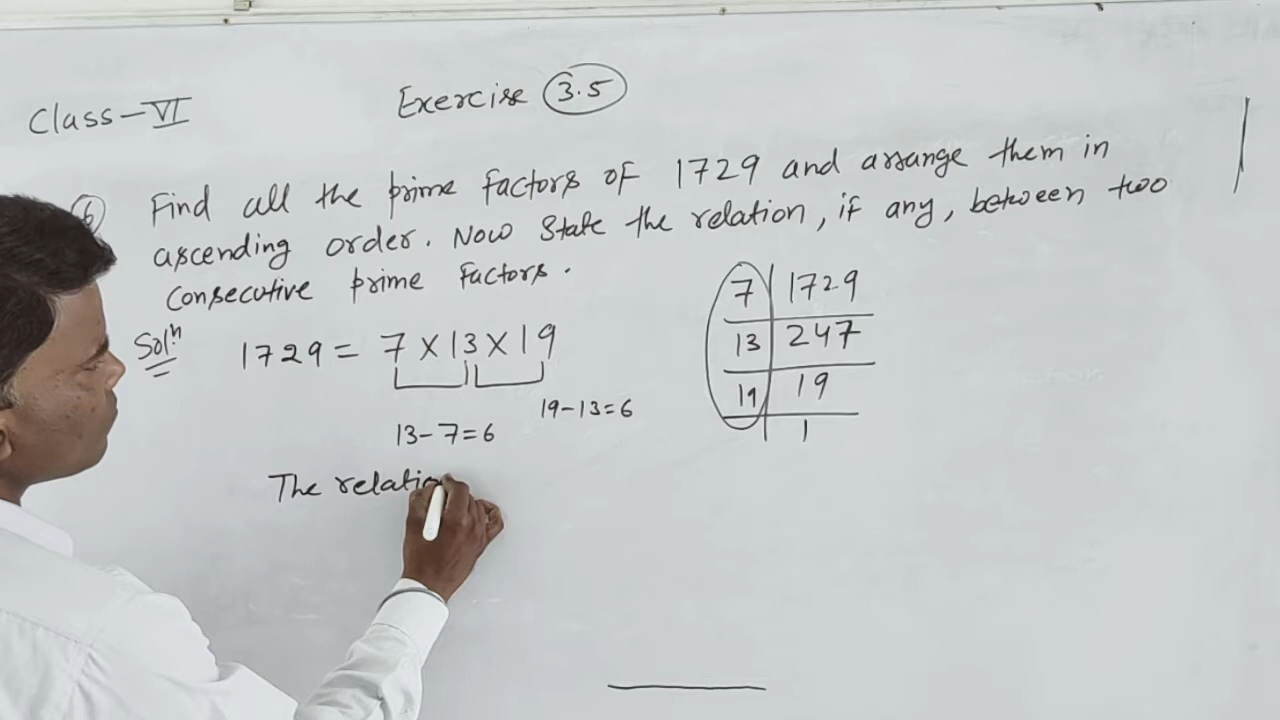 Class-VI
Exercise 3.5
6 Find all the prime factors of 1729 and arrange them in
ascending order. Now state the relation, if any, between two
consecutive prime factors.
Solⁿ.
1729 = 7 × 13 × 19
13-7=6
19-13=6
The relatio
7 | 1729
13 | 247
19 | 19
| 1